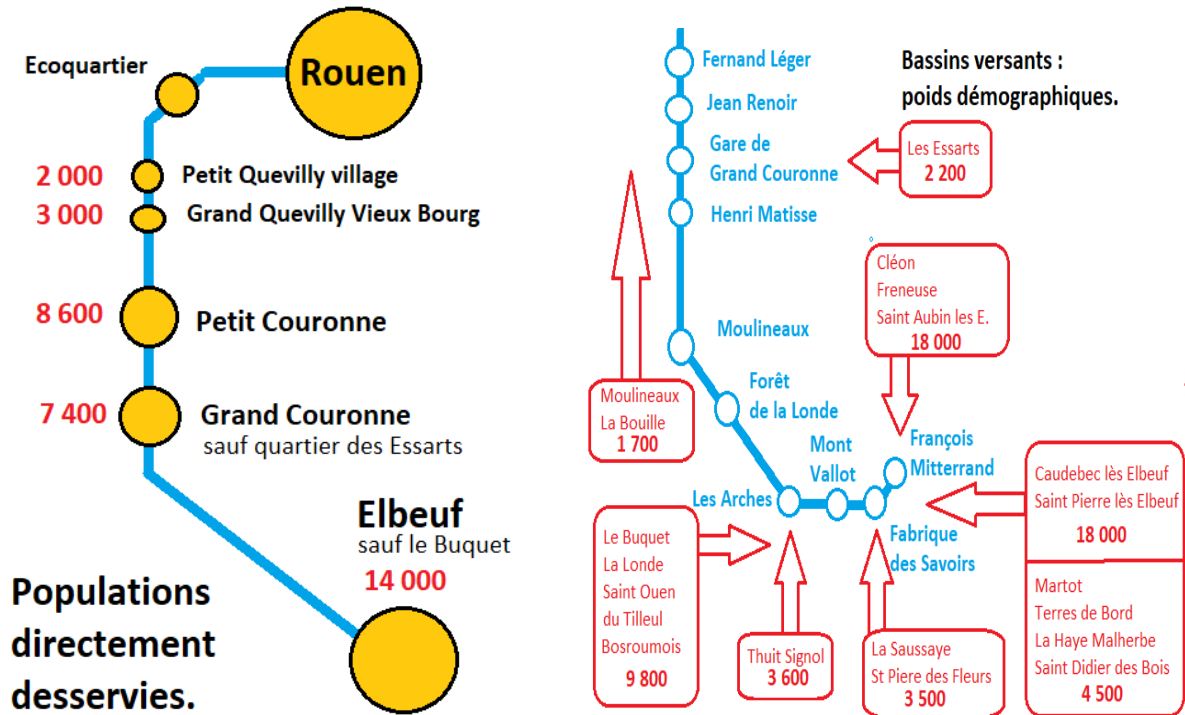 Ecoquartier
Rouen
2 000
Petit Quevilly village
3 000
Grand Quevilly Vieux Bourg
8 600
Petit Couronne
7 400
Grand Couronne
sauf quartier des Essarts
Elbeuf
sauf le Buquet
14 000
Populations
directement
desservies.
Bassins versants :
poids démographiques.
Fernand Léger
Jean Renoir
Gare de
Grand Couronne
Henri Matisse
Les Essarts
2 200
Cléon
Freneuse
Saint Aubin les E.
18 000
Moulineaux
Forêt
de la Londe
Moulineaux
La Bouille
1 700
Mont
Vallot
François
Mitterrand
Les Arches
Fabrique
des Savoirs
Caudebec lès Elbeuf
Saint Pierre lès Elbeuf
18 000
Le Buquet
La Londe
Saint Ouen
du Tilleul
Bosroumois
9 800
Thuit Signol
3 600
La Saussaye
St Piere des Fleurs
3 500
Martot
Terres de Bord
La Haye Malherbe
Saint Didier des Bois
4 500